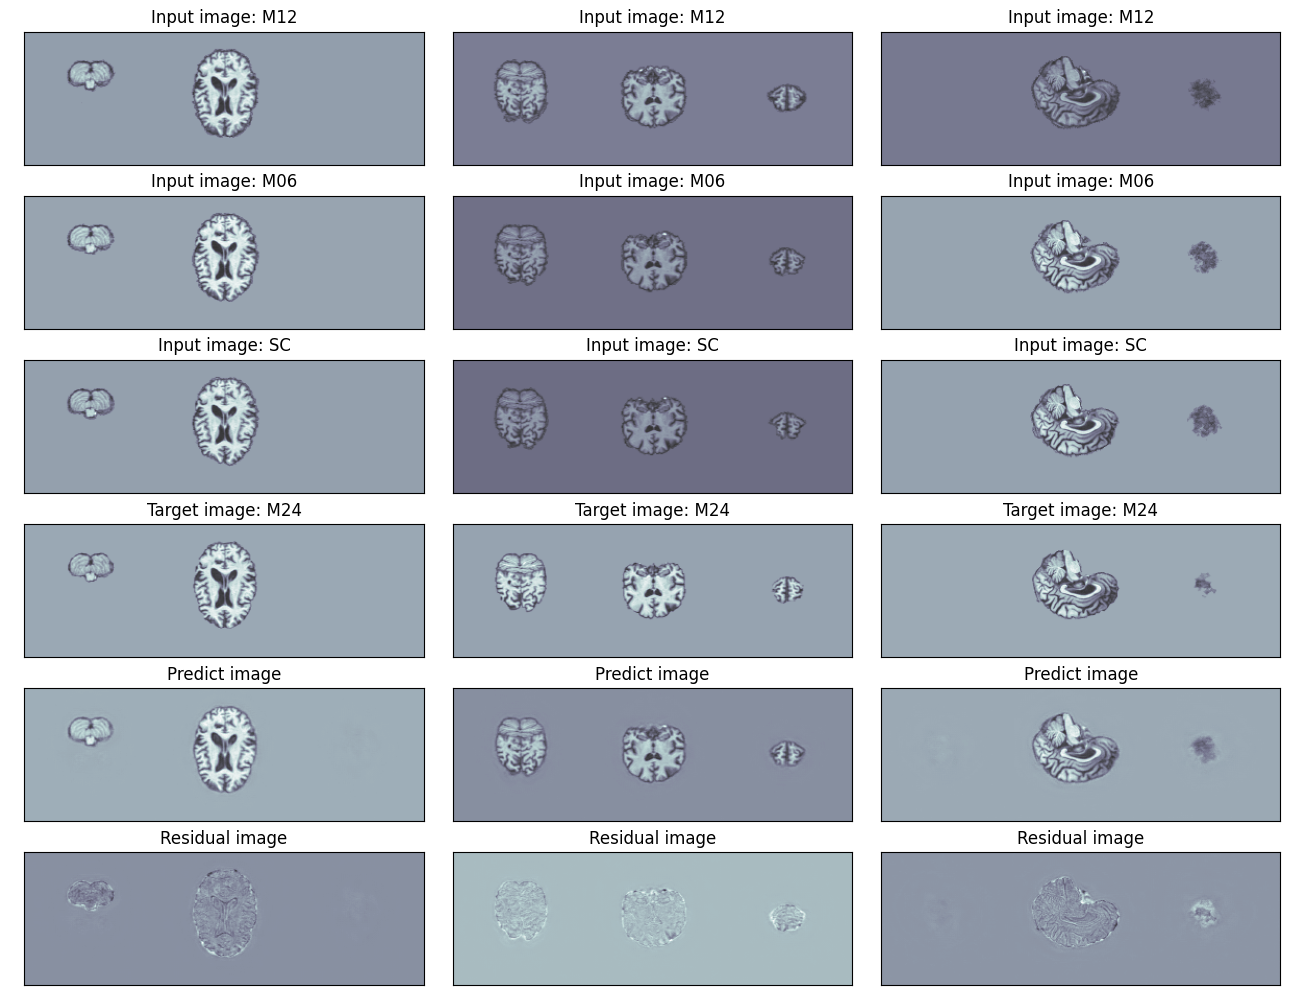 Input image: M12 Input image: M12 Input image: M12
Input image: M06 Input image: M06 Input image: M06
Input image: SC Input image: SC Input image: SC
Target image: M24 Target image: M24 Target image: M24
Predict image Predict image Predict image
Residual image Residual image Residual image